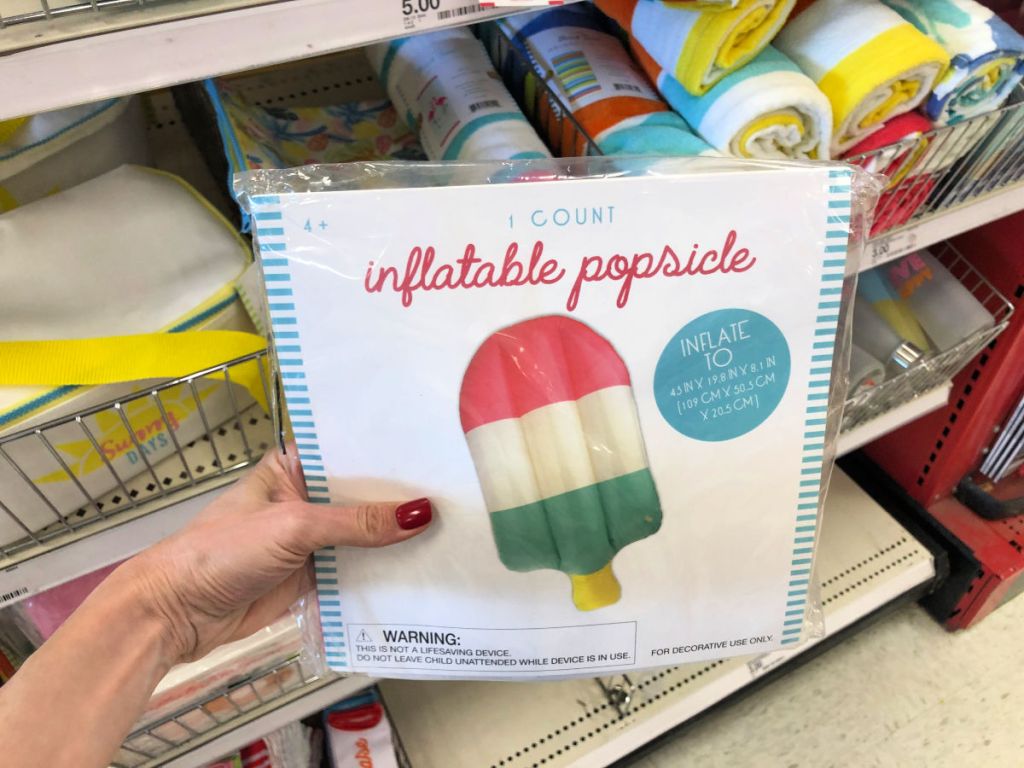 5.00
4+
1 COUNT
inflatable popsicle
INFLATE
TO
43 IN X 19.8 IN X 8.1 IN
[109 CM X 50.5 CM
X 20.5 CM]
Sunny
DAYS
5.00
WARNING:
THIS IS NOT A LIFESAVING DEVICE.
DO NOT LEAVE CHILD UNATTENDED WHILE DEVICE IS IN USE.
FOR DECORATIVE USE ONLY.